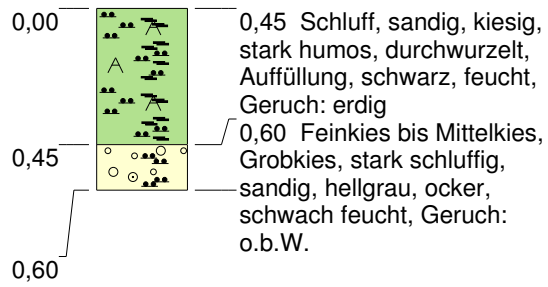 0,00
0,45 Schluff, sandig, kiesig,
stark humos, durchwurzelt,
Auffüllung, schwarz, feucht,
Geruch: erdig
0,45
0,60 Feinkies bis Mittelkies,
Grobkies, stark schluffig,
sandig, hellgrau, ocker,
schwach feucht, Geruch:
o.b.W.
0,60